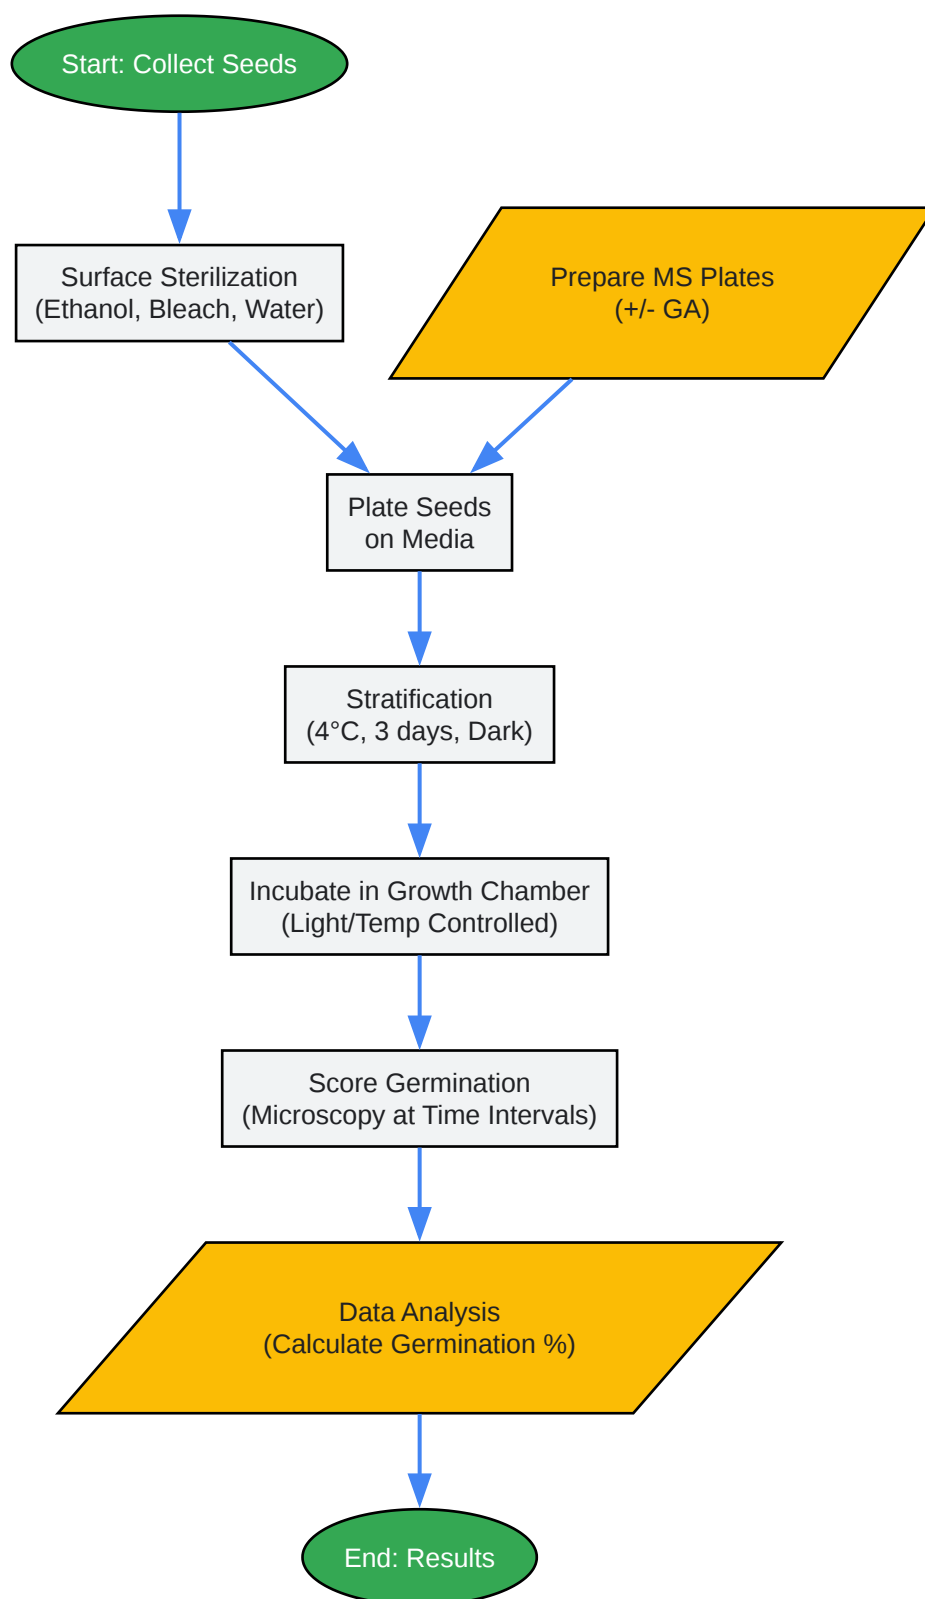 Start: Collect Seeds
Surface Sterilization
(Ethanol, Bleach, Water)
Prepare MS Plates
(+/- GA)
Plate Seeds
on Media
Stratification
(4°C, 3 days, Dark)
Incubate in Growth Chamber
(Light/Temp Controlled)
Score Germination
(Microscopy at Time Intervals)
Data Analysis
(Calculate Germination %)
End: Results